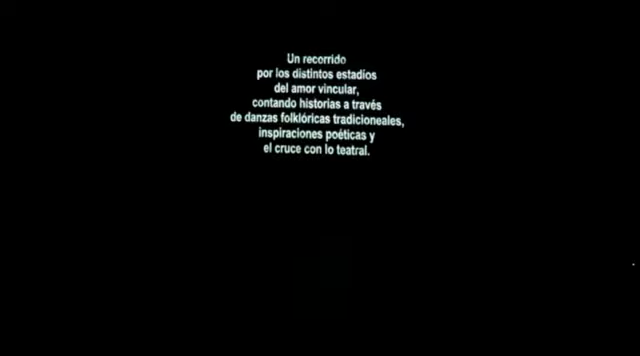 Un recorrido
por los distintos estadios
del amor vincular,
contando historias a través
de danzas folklóricas tradicioneales,
inspiraciones poéticas y
el cruce con lo teatral.